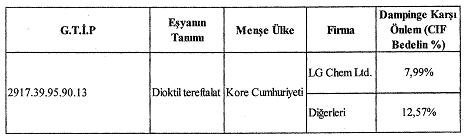 G.T.İ.P
Eşyanın
Tanımı
Menşe Ülke
Firma
Dampinge Karşı
Önlem (CIF
Bedelin %)
2917.39.95.90.13
Dioktil tereftalat
Kore Cumhuriyeti
LG Chem Ltd.
7,99%
Diğerleri
12,57%